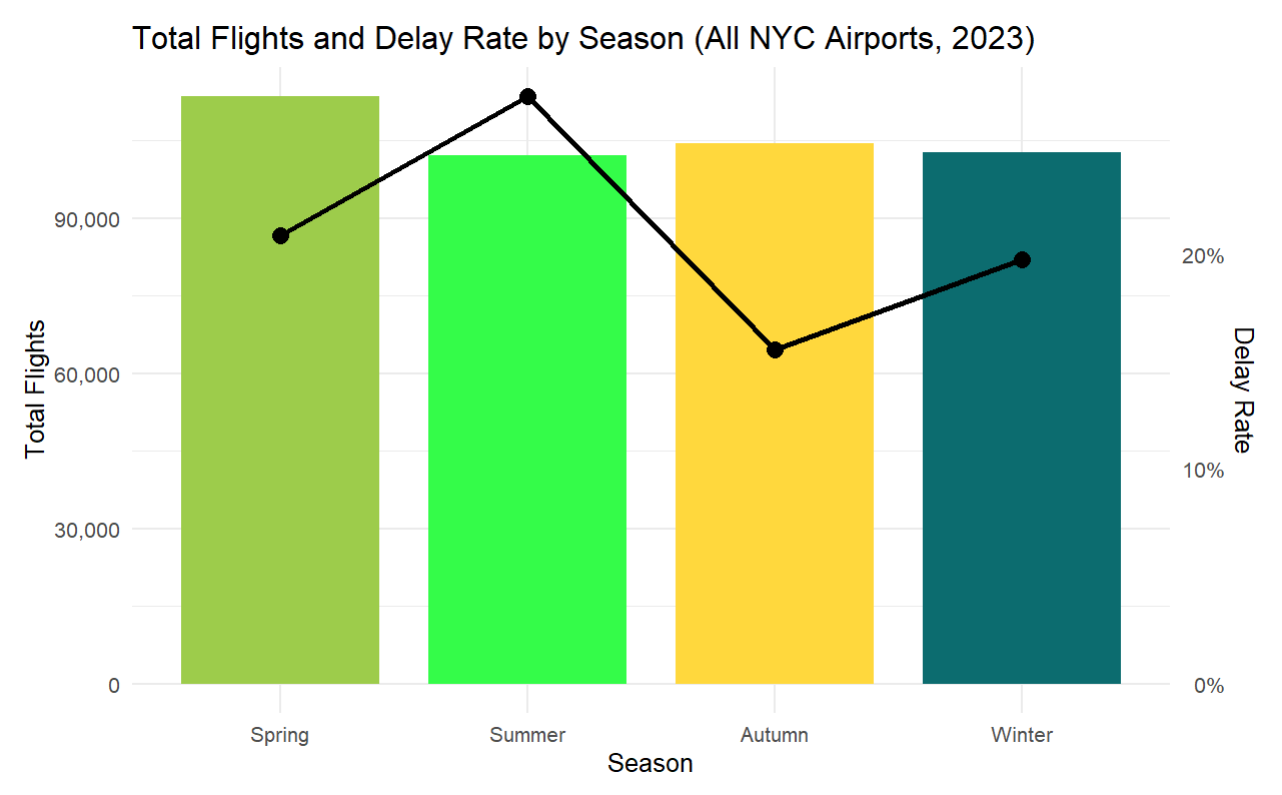 Total Flights and Delay Rate by Season (All NYC Airports, 2023)
Total Flights
90,000
60,000
30,000
0
20%
10%
0%
Delay Rate
Spring
Summer
Autumn
Winter
Season